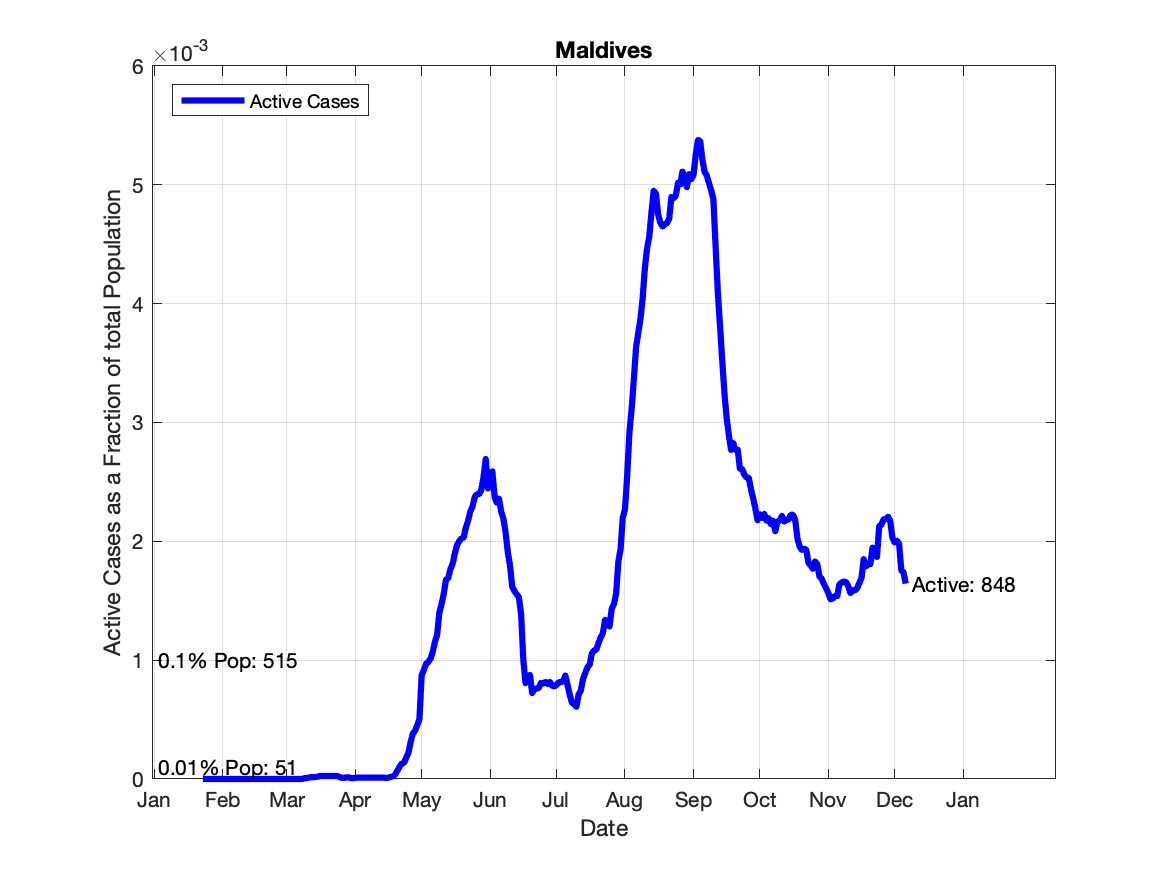 Maldives
×10-3
Active Cases
6
5
4
3
2
1
0
Active Cases as a Fraction of total Population
0.1% Pop: 515
0.01% Pop: 51
Active: 848
Jan Feb Mar Apr May Jun Jul Aug Sep Oct Nov Dec Jan
Date